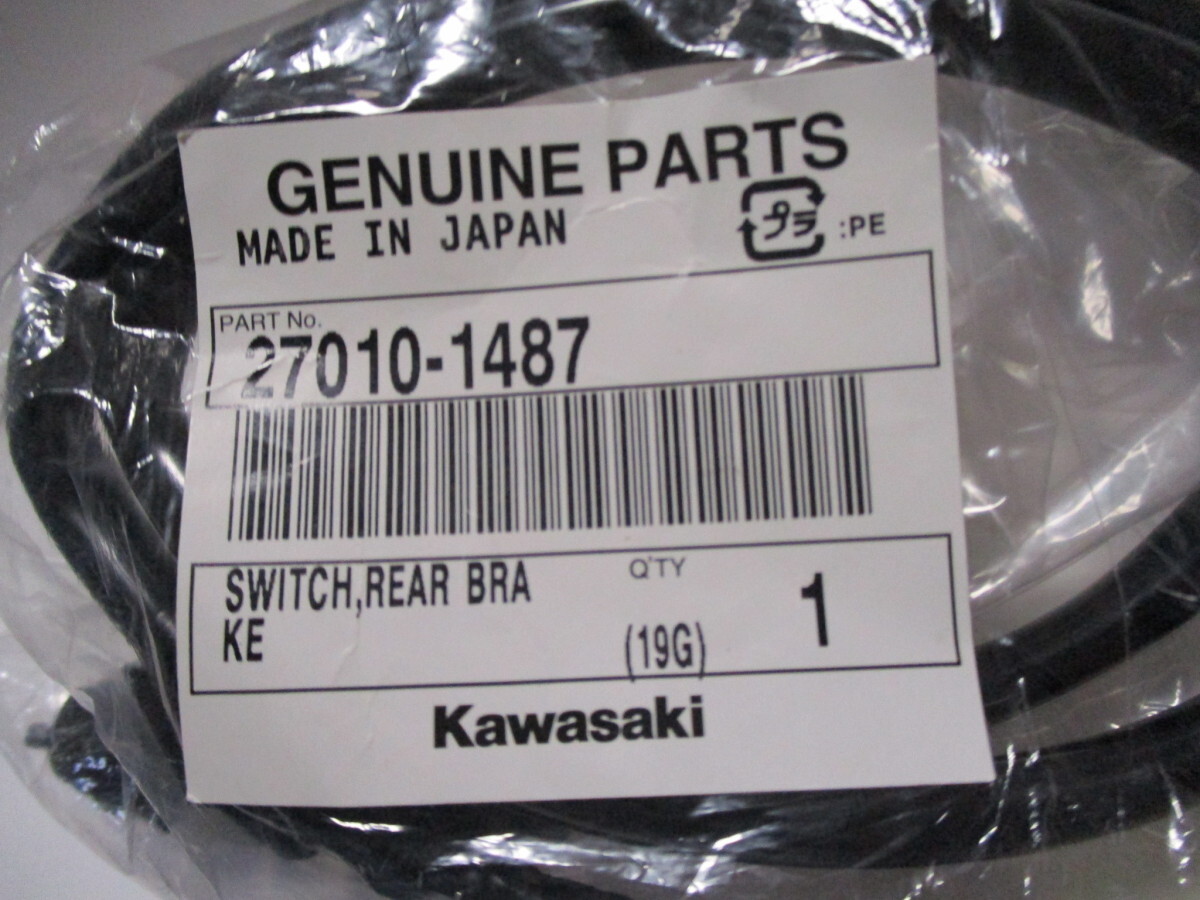 GENUINE PARTS
MADE IN JAPAN
プラ :PE
PART No.
27010-1487
SWITCH,REAR BRA
KE
Q'TY
(19G)
1
Kawasaki